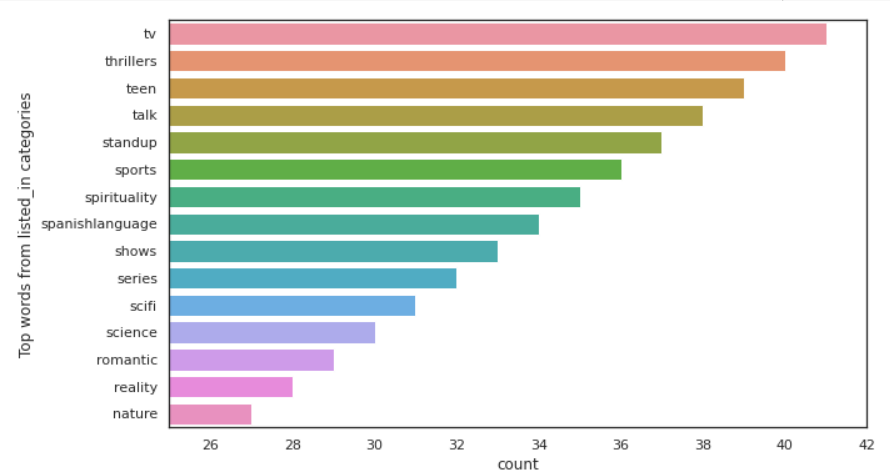 Top words from listed_in categories
tv
thrillers
teen
talk
standup
sports
spirituality
spanishlanguage
shows
series
scifi
science
romantic
reality
nature
26 28 30 32 34 36 38 40 42
count